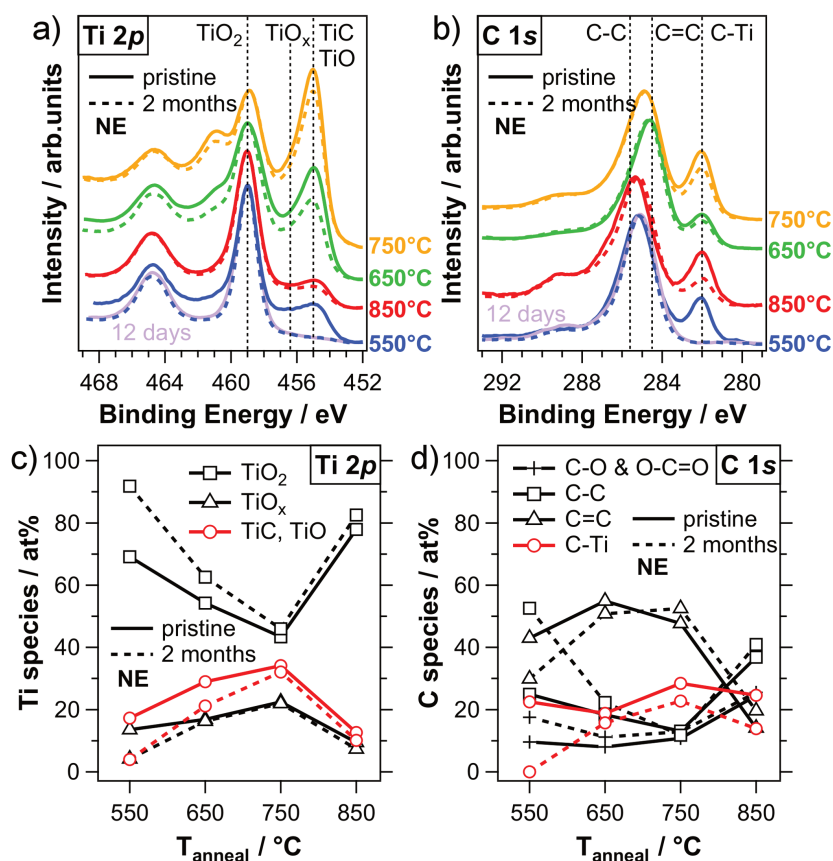 a) Ti 2p
TiO2 TiOx TiC
TiO
pristine
2 months
NE
Intensity / arb.units
750°C
650°C
850°C
12 days
550°C
468 464 460 456 452
Binding Energy / eV
b) C 1s
C-C C=C C-Ti
pristine
2 months
NE
Intensity / arb.units
750°C
650°C
850°C
12 days
550°C
292 288 284 280
Binding Energy / eV
c) Ti 2p
TiO2
TiOx
TiC, TiO
pristine
2 months
NE
Ti species / at%
100
80
60
40
20
0
550 650 750 850
Tanneal / °C
d) C 1s
C-O & O-C=O
C-C
C=C
C-Ti
pristine
2 months
NE
C species / at%
100
80
60
40
20
0
550 650 750 850
Tanneal / °C